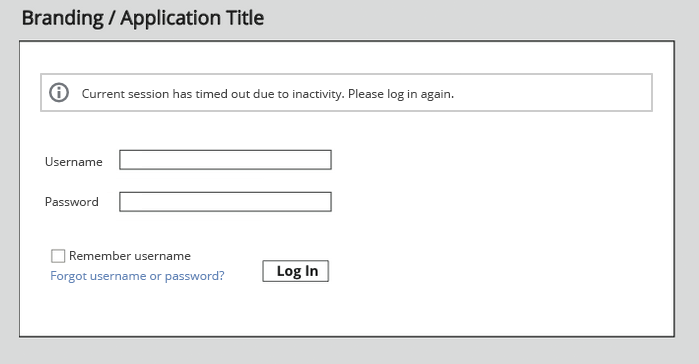 Branding / Application Title
Current session has timed out due to inactivity. Please log in again.
Username
Password
Remember username
Forgot username or password?
Log In